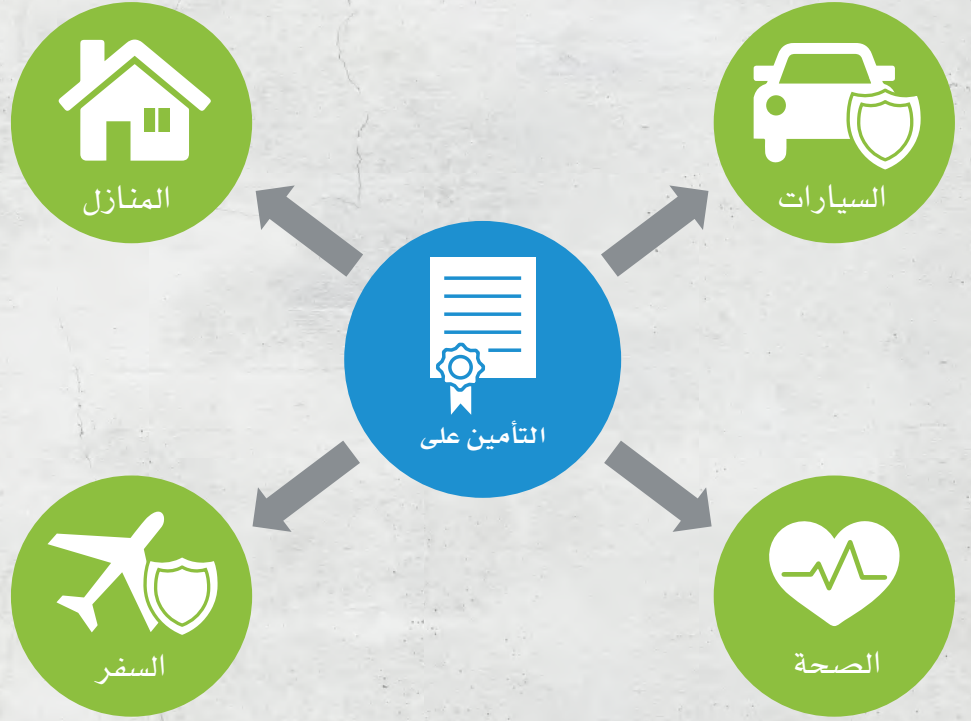 التأمين على
السيارات
المنازل
الصحة
السفر